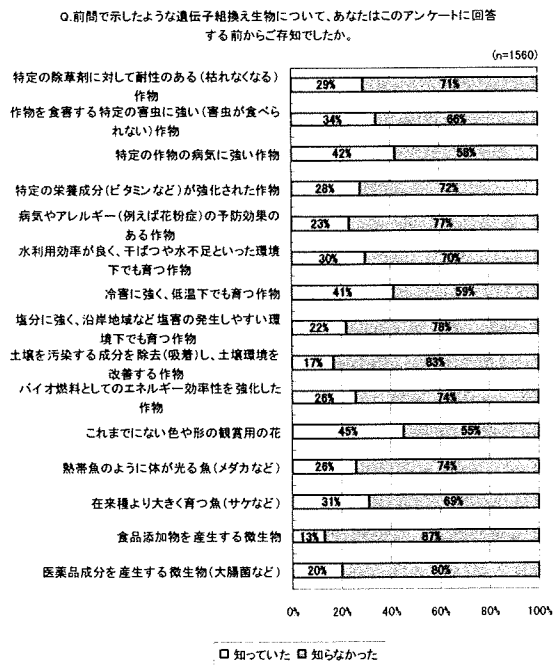 Q.前問で示したような遺伝子組換え生物について、あなたはこのアンケートに回答
する前からご存知でしたか。
(n=1560)
特定の除草剤に対して耐性のある(枯れなくなる)
作物
29% 71%
作物を食害する特定の害虫に強い(害虫が食べら
れない)作物
34% 66%
特定の作物の病気に強い作物
42% 58%
特定の栄養成分(ビタミンなど)が強化された作物
28% 72%
病気やアレルギー(例えば花粉症)の予防効果の
ある作物
23% 77%
水利用効率が良く、干ばつや水不足といった環境
下でも育つ作物
30% 70%
冷害に強く、低温下でも育つ作物
41% 59%
塩分に強く、沿岸地域など塩害の発生しやすい環
境下でも育つ作物
22% 78%
土壌を汚染する成分を除去(吸着)し、土壌環境を
改善する作物
17% 83%
バイオ燃料としてのエネルギー効率性を強化した
作物
26% 74%
これまでにない色や形の観賞用の花
45% 55%
熱帯魚のように体が光る魚(メダカなど)
26% 74%
在来種より大きく育つ魚(サケなど)
31% 69%
食品添加物を産生する微生物
13% 87%
医薬品成分を産生する微生物(大腸菌など)
20% 80%
0% 20% 40% 60% 80% 100%
知っていた 知らなかった